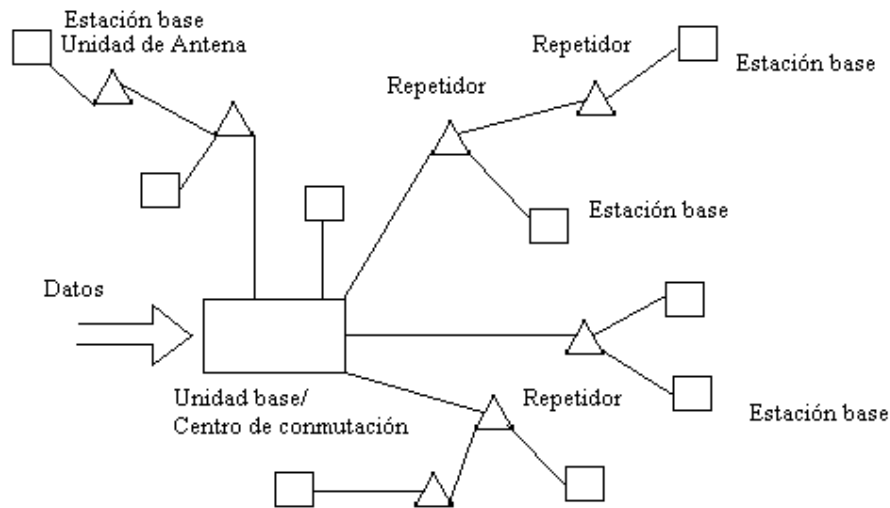 Estación base
Unidad de Antena
Repetidor
Repetidor
Estación base
Estación base
Datos
Unidad base/
Centro de conmutación
Repetidor
Estación base